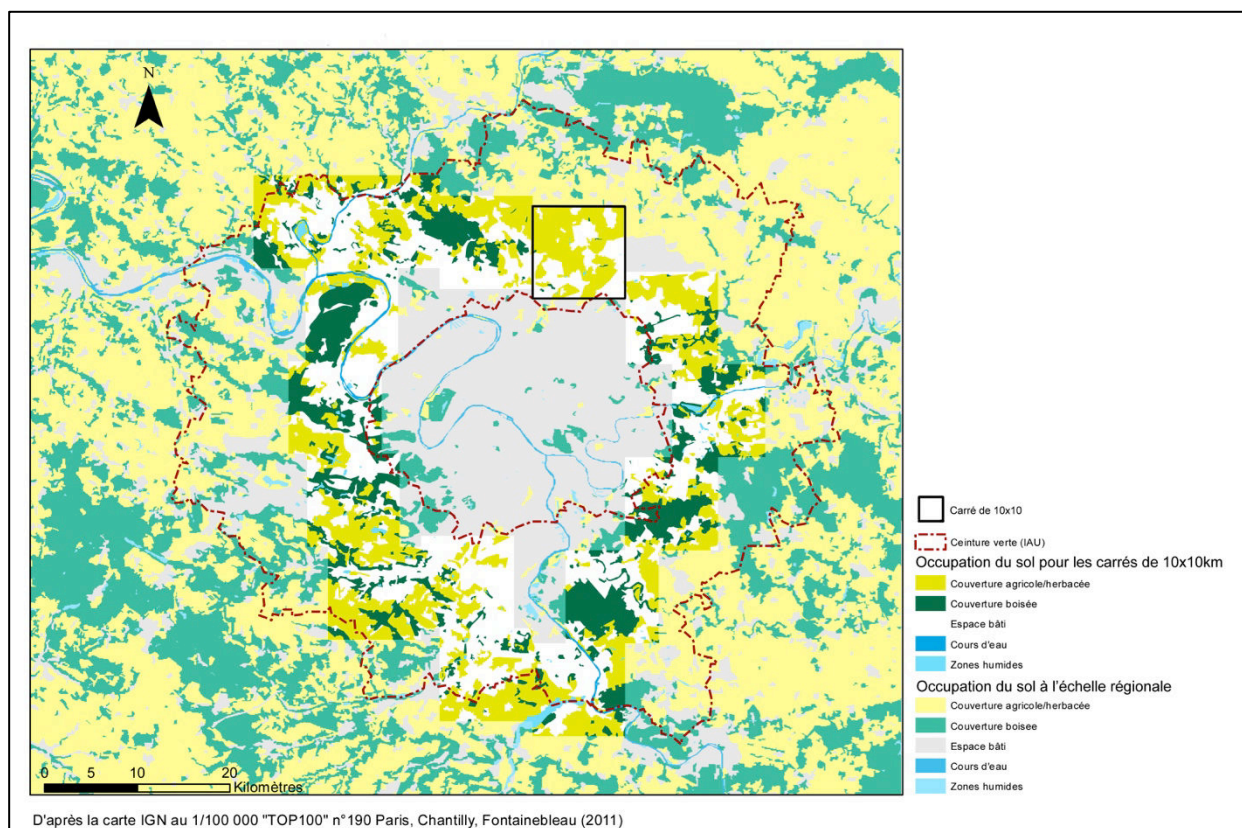 N
0 5 10 20
Kilomètres
Carré de 10x10
Ceinture verte (IAU)
Occupation du sol pour les carrés de 10x10km
Couverture agricole/herbacée
Couverture boisée
Espace bâti
Cours d'eau
Zones humides
Occupation du sol à l'échelle régionale
Couverture agricole/herbacée
Couverture boisee
Espace bâti
Cours d'eau
Zones humides
D'après la carte IGN au 1/100 000 "TOP100" n°190 Paris, Chantilly, Fontainebleau (2011)